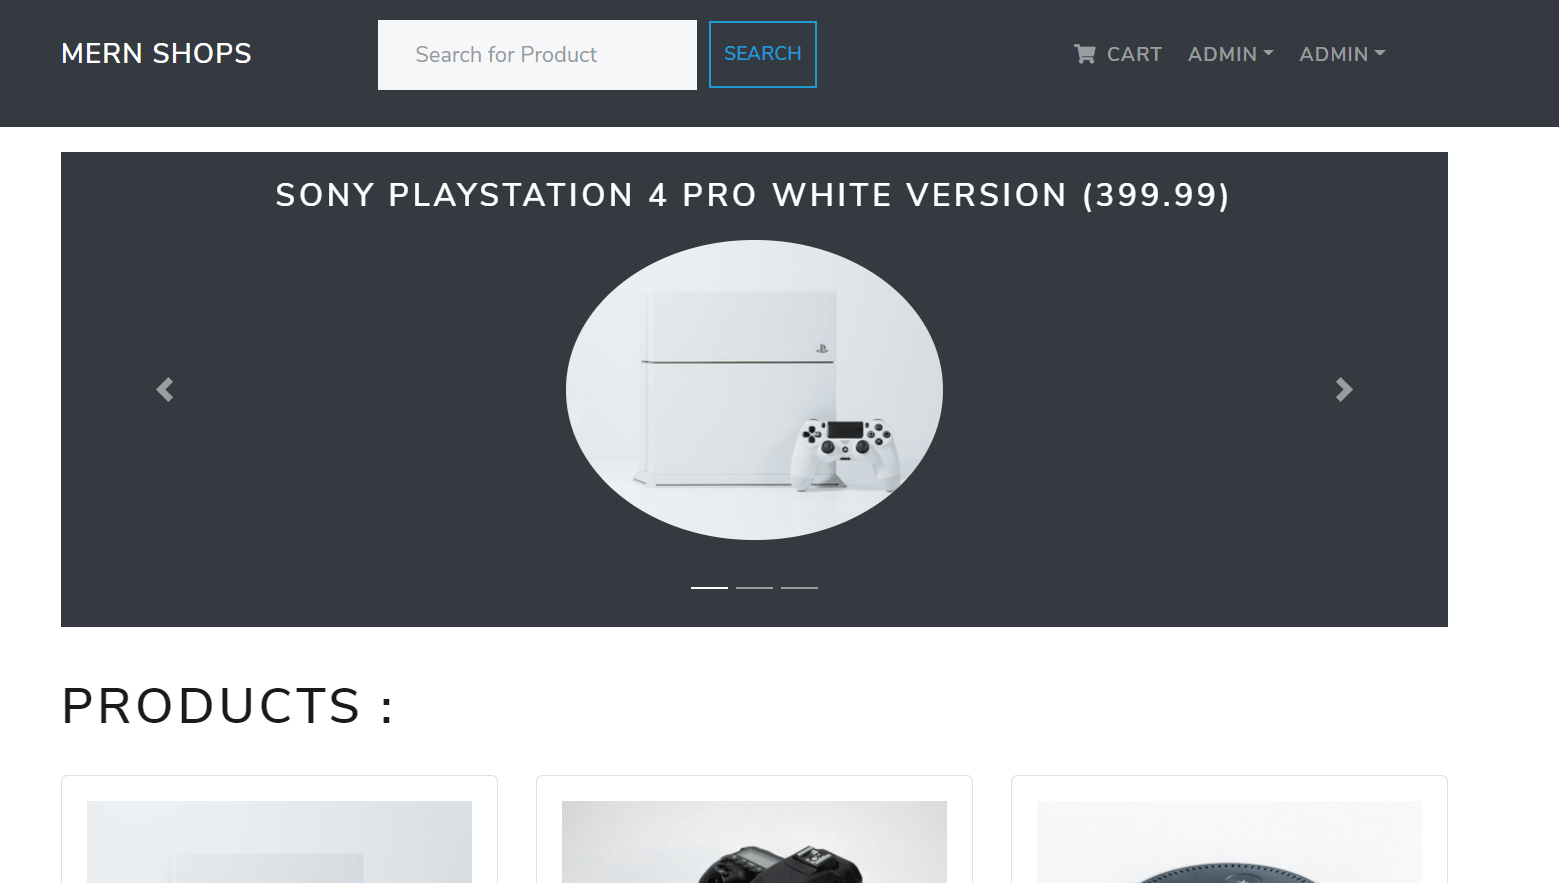 MERN SHOPS
Search for Product
SEARCH
CART
ADMIN
ADMIN
SONY PLAYSTATION 4 PRO WHITE VERSION (399.99)
PRODUCTS :